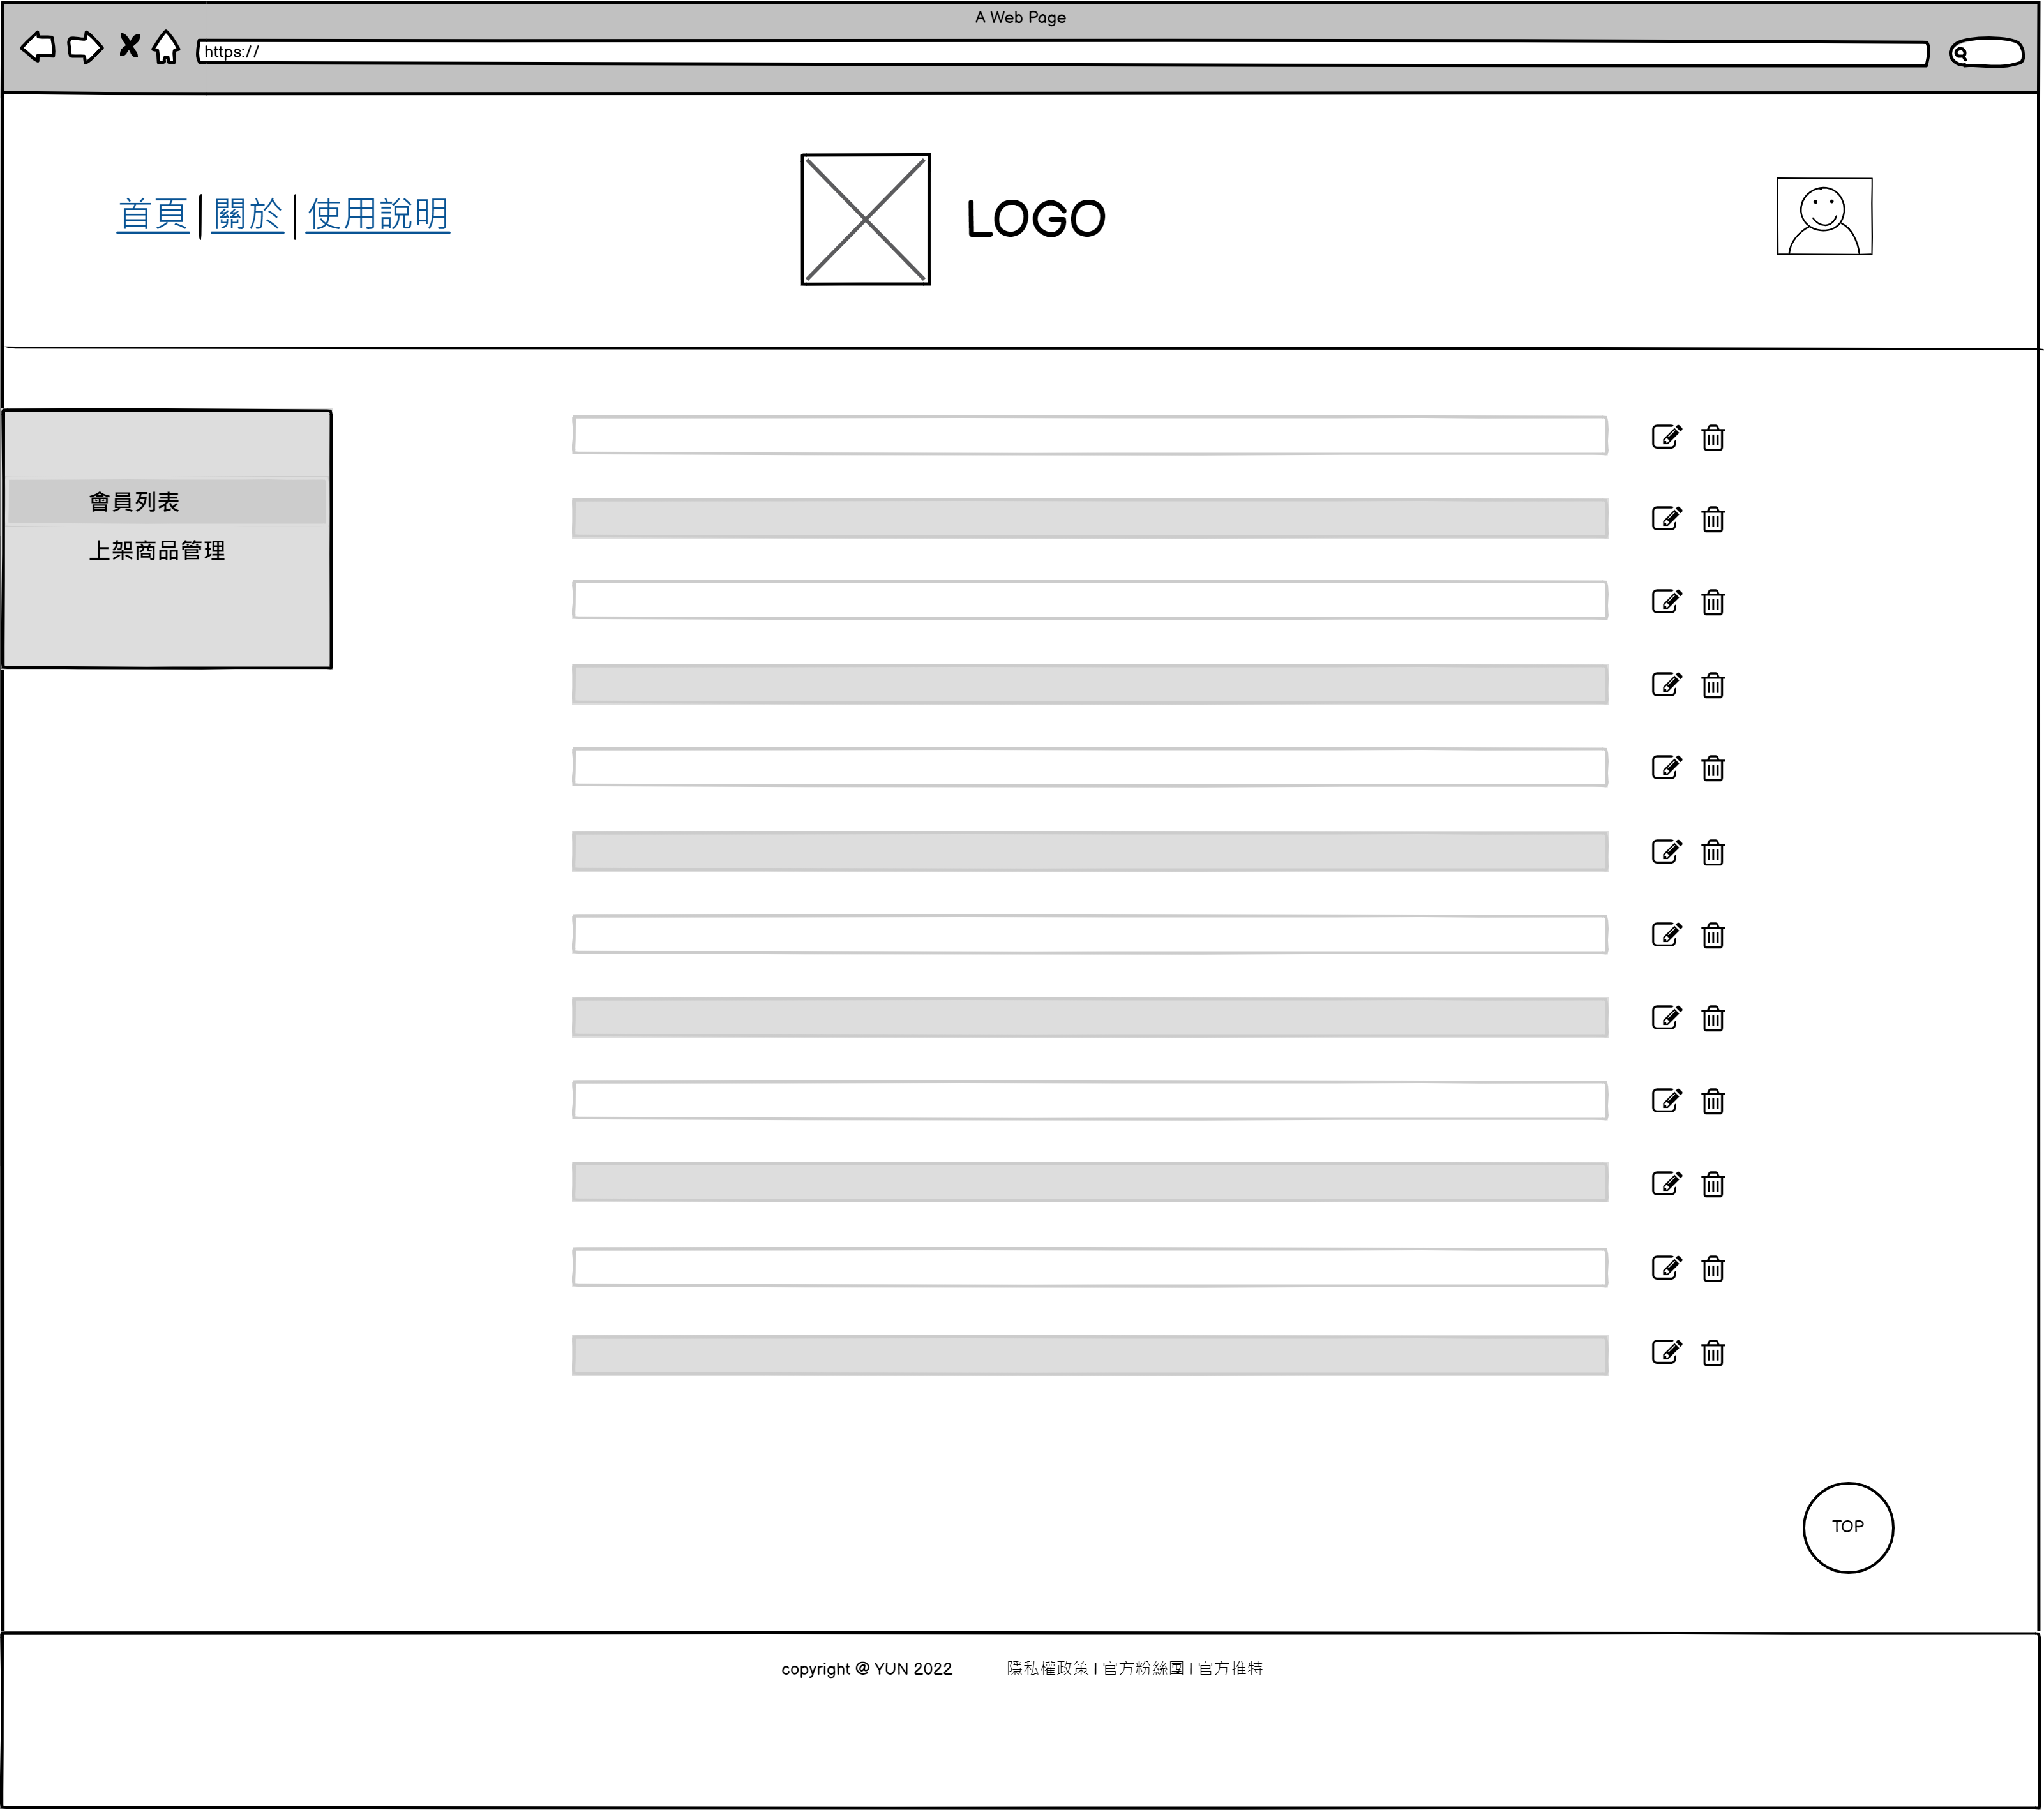 A Web Page
https://
首頁 | 關於 | 使用說明
LOGO
會員列表
上架商品管理
TOP
copyright @ YUN 2022 隱私權政策 | 官方粉絲團 | 官方推特